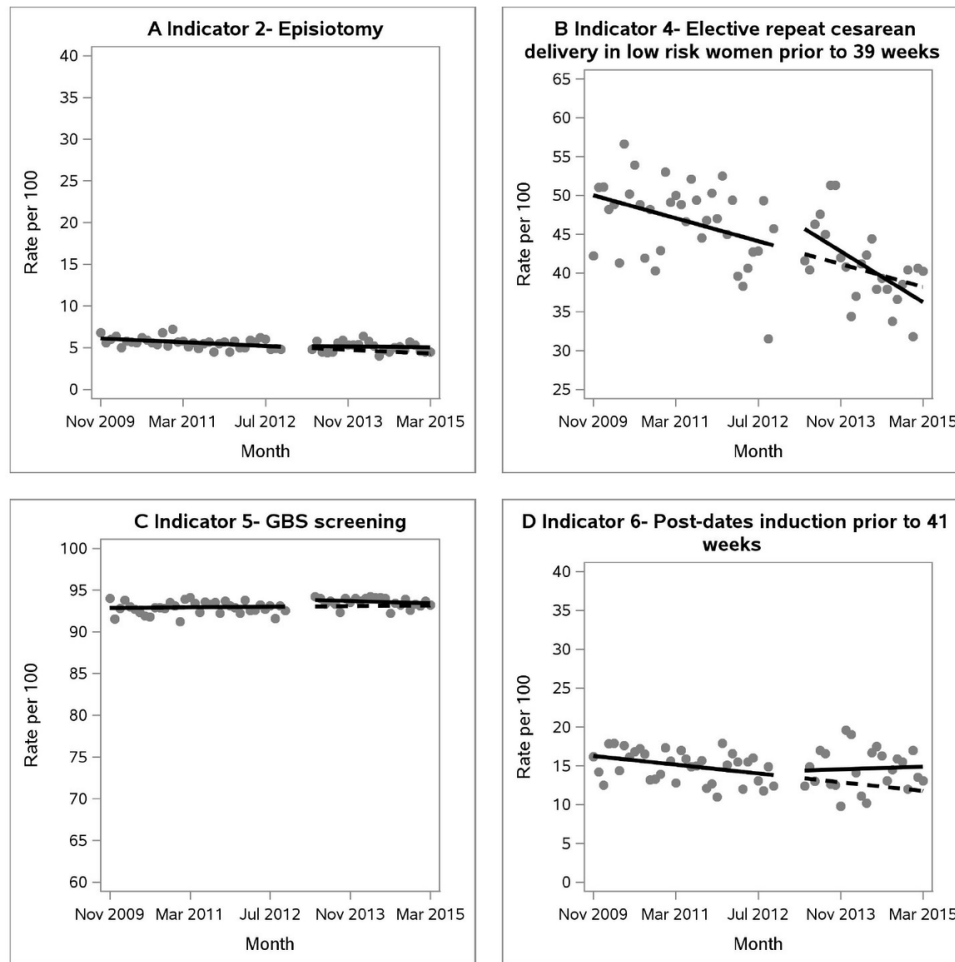 A Indicator 2- Episiotomy
40
35
30
25
20
15
10
5
0
Rate per 100
Nov 2009 Mar 2011 Jul 2012 Nov 2013 Mar 2015
Month
B Indicator 4- Elective repeat cesarean
delivery in low risk women prior to 39 weeks
65
60
55
50
45
40
35
30
25
Rate per 100
Nov 2009 Mar 2011 Jul 2012 Nov 2013 Mar 2015
Month
C Indicator 5- GBS screening
100
95
90
85
80
75
70
65
60
Rate per 100
Nov 2009 Mar 2011 Jul 2012 Nov 2013 Mar 2015
Month
D Indicator 6- Post-dates induction prior to 41
weeks
40
35
30
25
20
15
10
5
0
Rate per 100
Nov 2009 Mar 2011 Jul 2012 Nov 2013 Mar 2015
Month